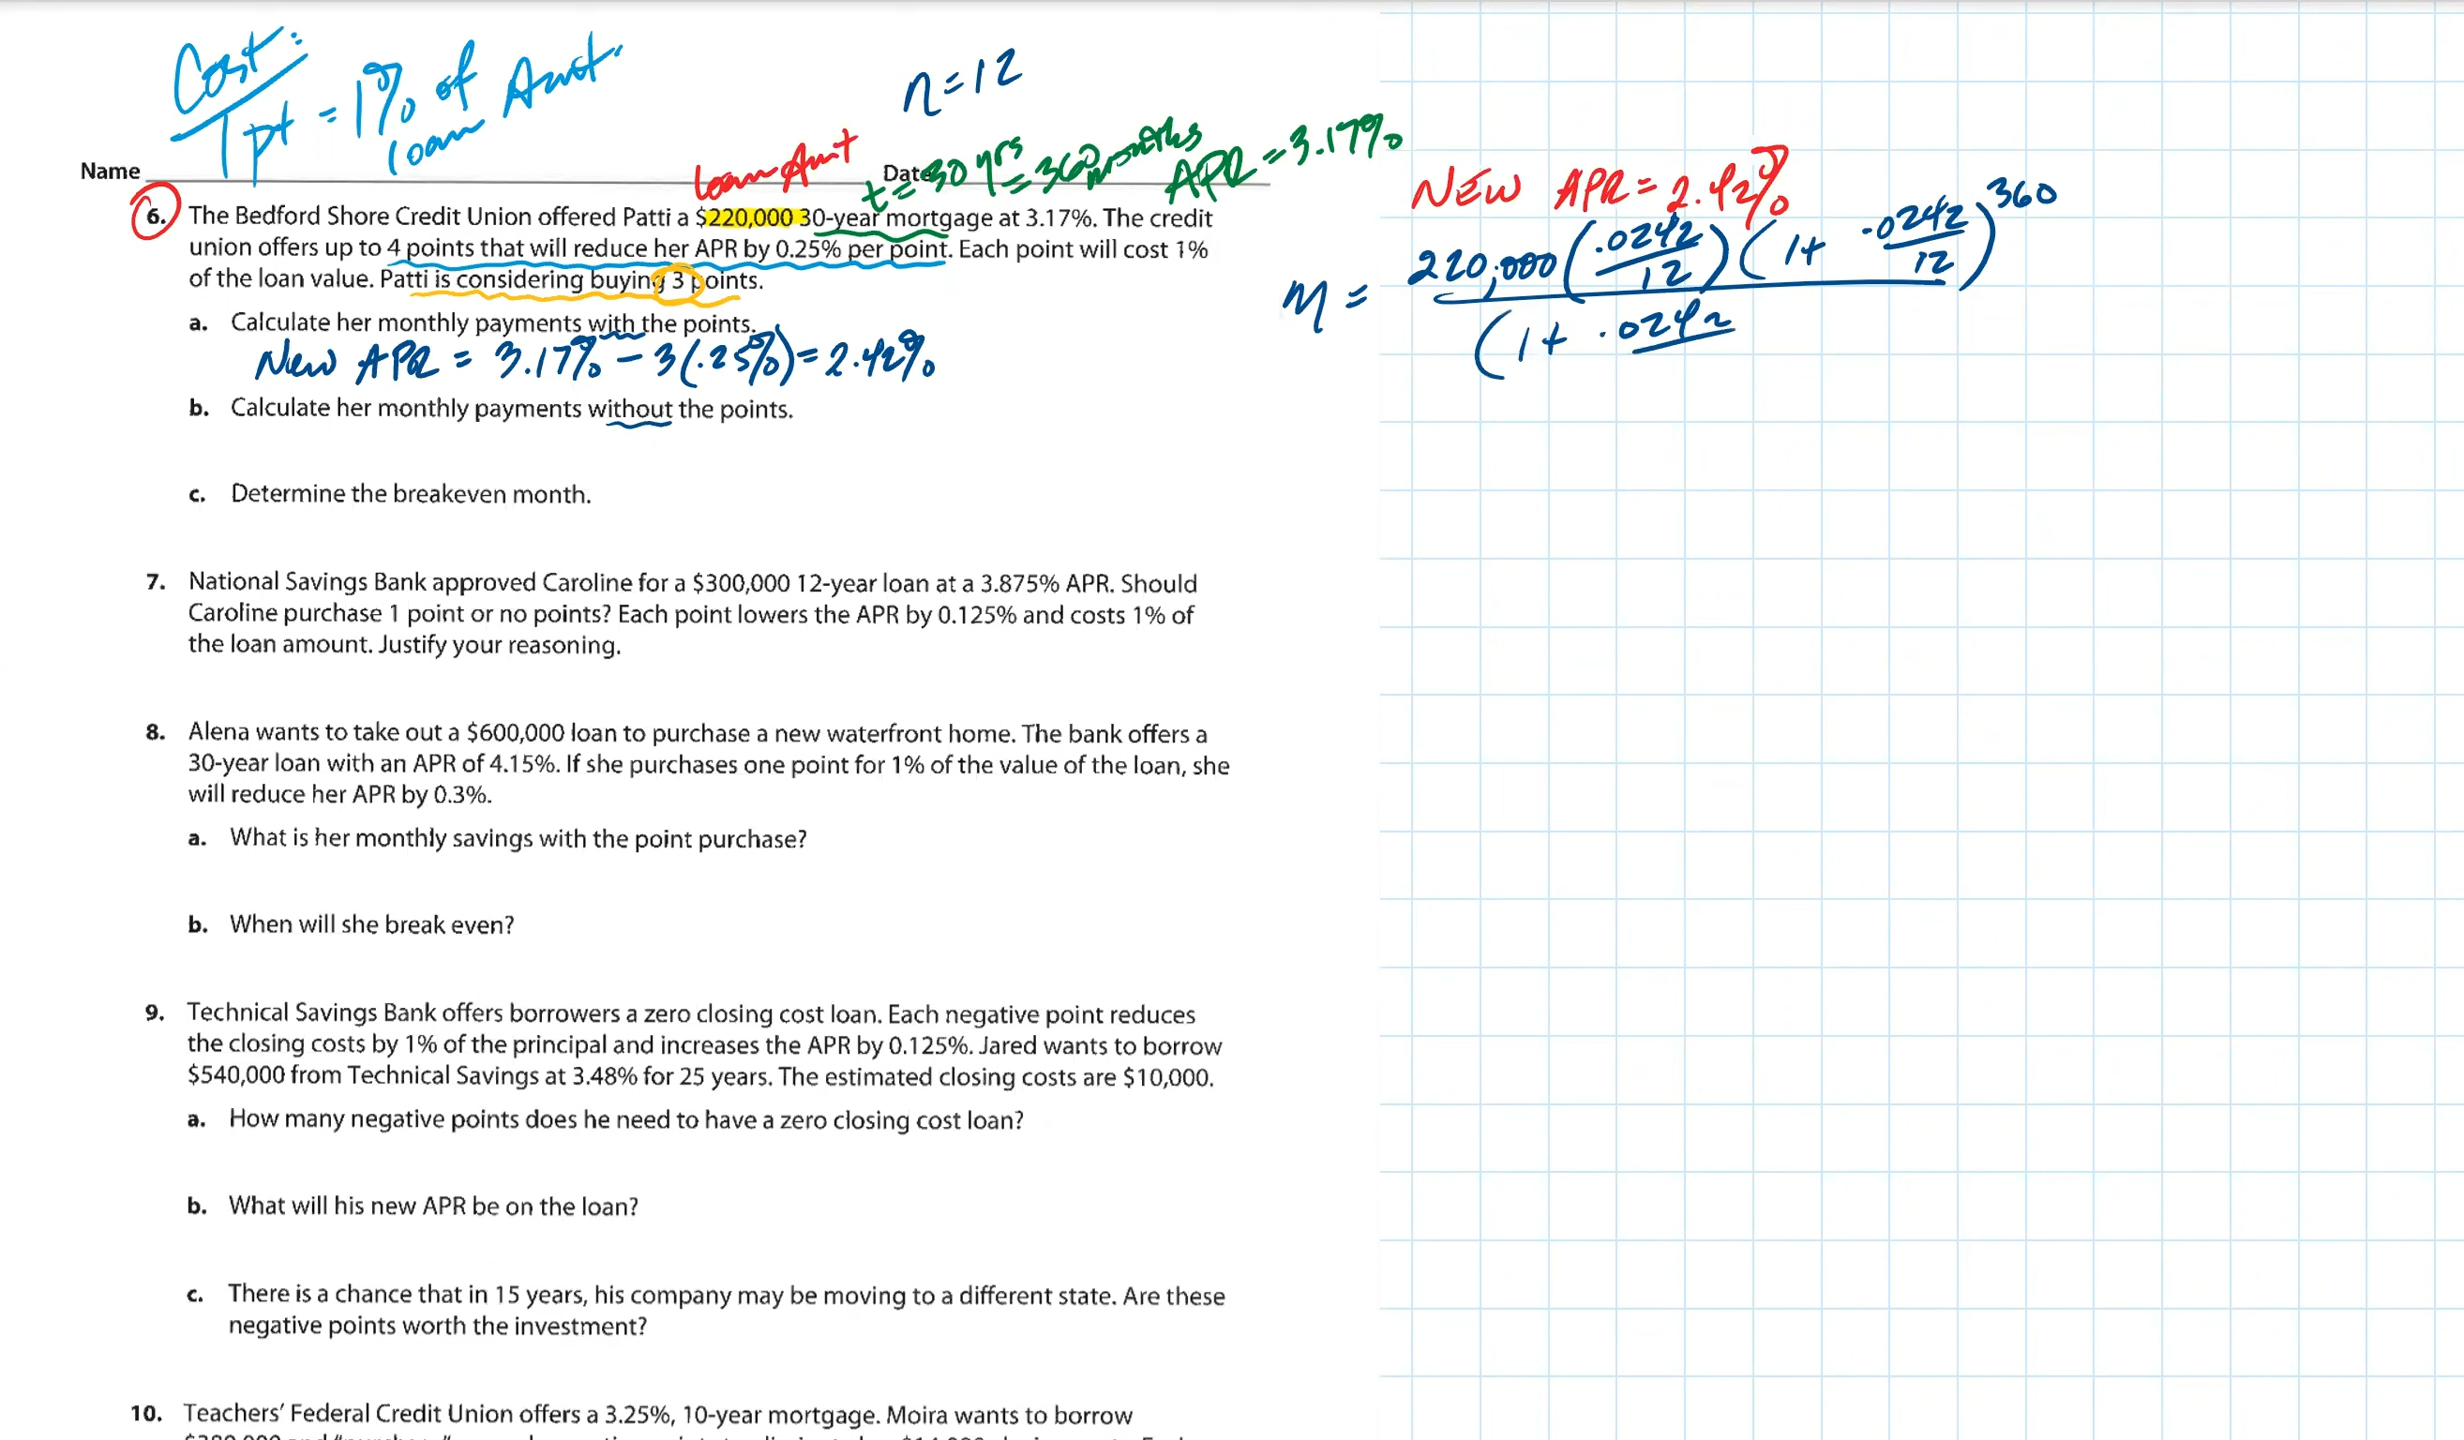 Cost:
1 pt = 1% of loan Amt.
n=12
Loan Amt
t = 30 yrs = 360 months
APR = 3.17%
Name
Date
6. The Bedford Shore Credit Union offered Patti a $220,000 30-year mortgage at 3.17%. The credit
union offers up to 4 points that will reduce her APR by 0.25% per point. Each point will cost 1%
of the loan value. Patti is considering buying 3 points.
a. Calculate her monthly payments with the points.
New APR = 3.17% - 3(.25%) = 2.42%
b. Calculate her monthly payments without the points.
c. Determine the breakeven month.
7. National Savings Bank approved Caroline for a $300,000 12-year loan at a 3.875% APR. Should
Caroline purchase 1 point or no points? Each point lowers the APR by 0.125% and costs 1% of
the loan amount. Justify your reasoning.
8. Alena wants to take out a $600,000 loan to purchase a new waterfront home. The bank offers a
30-year loan with an APR of 4.15%. If she purchases one point for 1% of the value of the loan, she
will reduce her APR by 0.3%.
a. What is her monthly savings with the point purchase?
b. When will she break even?
9. Technical Savings Bank offers borrowers a zero closing cost loan. Each negative point reduces
the closing costs by 1% of the principal and increases the APR by 0.125%. Jared wants to borrow
$540,000 from Technical Savings at 3.48% for 25 years. The estimated closing costs are $10,000.
a. How many negative points does he need to have a zero closing cost loan?
b. What will his new APR be on the loan?
c. There is a chance that in 15 years, his company may be moving to a different state. Are these
negative points worth the investment?
10. Teachers' Federal Credit Union offers a 3.25%, 10-year mortgage. Moira wants to borrow
NEW APR = 2.42%
M = 220,000 (.0242/12) (1 + .0242/12)^360
(1 + .0242